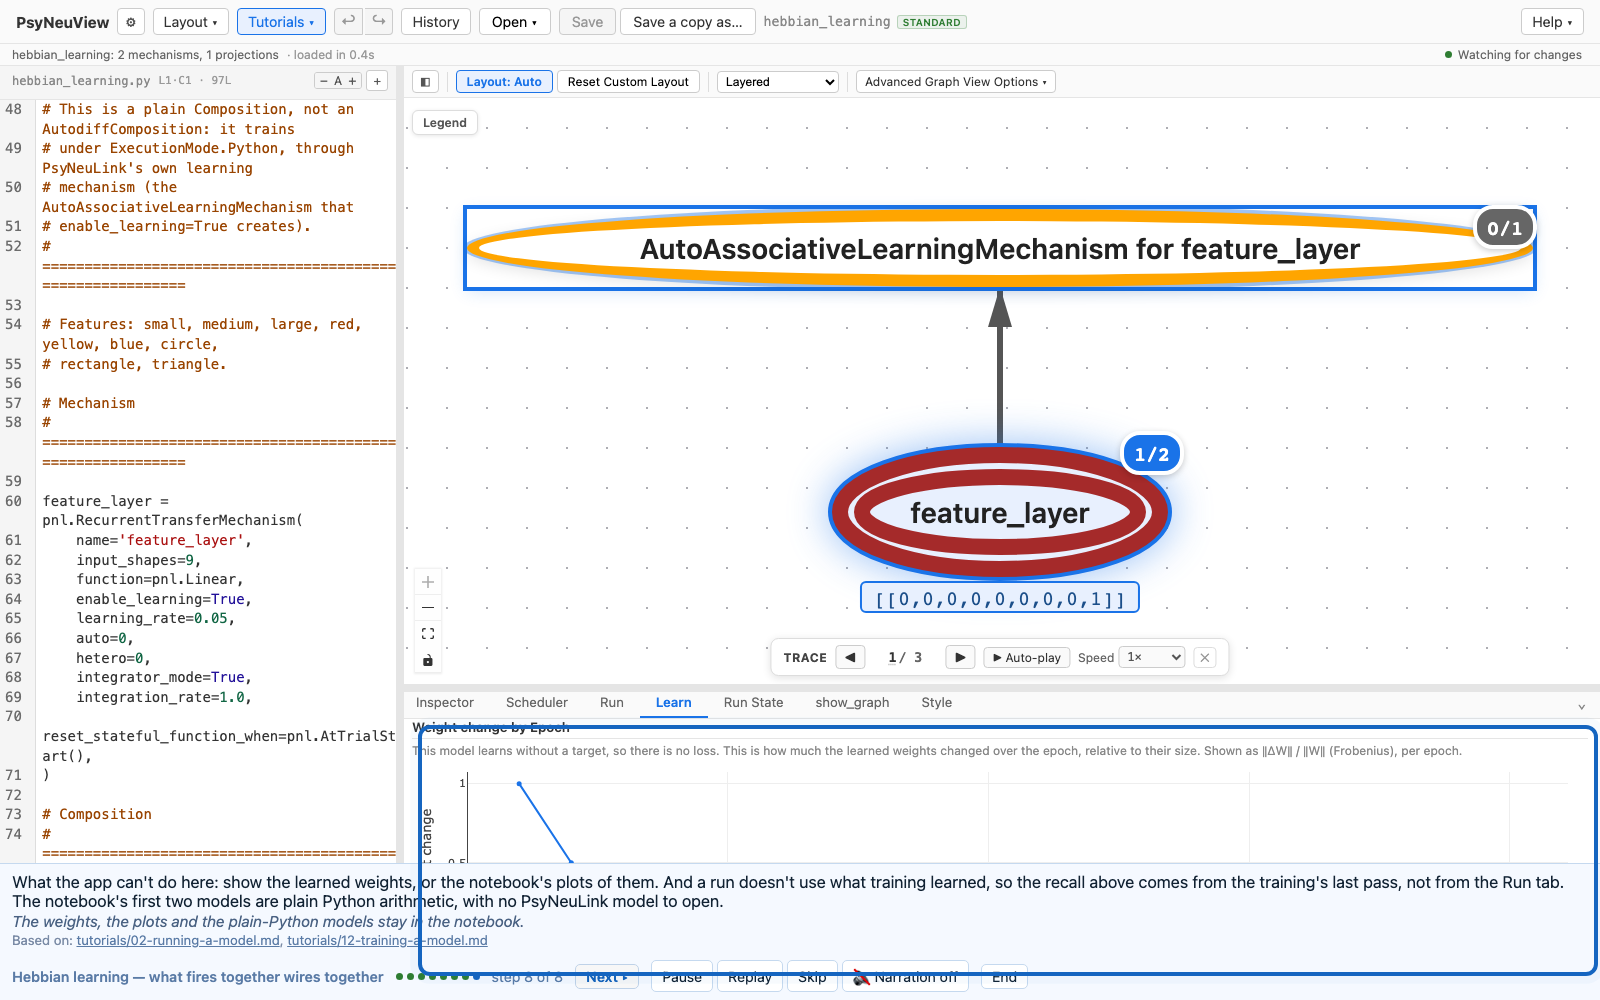 PsyNeuView ⚙ Layout ▾ Tutorials ▾ ↩ ↪ History Open ▾ Save Save a copy as... hebbian_learning STANDARD Help ▾
hebbian_learning: 2 mechanisms, 1 projections · loaded in 0.4s
Watching for changes
hebbian_learning.py L1·C1 · 97L − A + +
48 # This is a plain Composition, not an
AutodiffComposition: it trains
49 # under ExecutionMode.Python, through
PsyNeuLink's own learning
50 # mechanism (the
AutoAssociativeLearningMechanism that
51 # enable_learning=True creates).
52 #
==========================================
=================
53
54 # Features: small, medium, large, red,
yellow, blue, circle,
55 # rectangle, triangle.
56
57 # Mechanism
58 #
==========================================
=================
59
60 feature_layer =
pnl.RecurrentTransferMechanism(
61 name='feature_layer',
62 input_shapes=9,
63 function=pnl.Linear,
64 enable_learning=True,
65 learning_rate=0.05,
66 auto=0,
67 hetero=0,
68 integrator_mode=True,
69 integration_rate=1.0,
70
reset_stateful_function_when=pnl.AtTrialSt
art(),
71 )
72
73 # Composition
74 #
==========================================
Layout: Auto Reset Custom Layout Layered Advanced Graph View Options ▾
Legend
0/1
AutoAssociativeLearningMechanism for feature_layer
1/2
feature_layer
[[0,0,0,0,0,0,0,0,1]]
TRACE ◀ 1 / 3 ▶ ▶ Auto-play Speed 1× ✕
Inspector Scheduler Run Learn Run State show_graph Style
Weight change by Epoch
This model learns without a target, so there is no loss. This is how much the learned weights changed over the epoch, relative to their size. Shown as ‖ΔW‖ / ‖W‖ (Frobenius), per epoch.
1
0.5
t change
What the app can't do here: show the learned weights, or the notebook's plots of them. And a run doesn't use what training learned, so the recall above comes from the training's last pass, not from the Run tab.
The notebook's first two models are plain Python arithmetic, with no PsyNeuLink model to open.
The weights, the plots and the plain-Python models stay in the notebook.
Based on: tutorials/02-running-a-model.md, tutorials/12-training-a-model.md
Hebbian learning — what fires together wires together step 8 of 8 Next ▸ Pause Replay Skip Narration off End